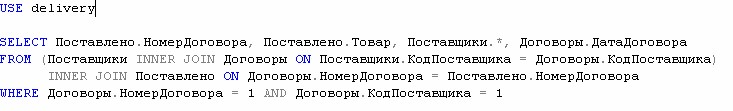 USE delivery
SELECT Поставлено.НомерДоговора, Поставлено.Товар, Поставщики.*, Договоры.ДатаДоговора
FROM (Поставщики INNER JOIN Договоры ON Поставщики.КодПоставщика = Договоры.КодПоставщика)
INNER JOIN Поставлено ON Договоры.НомерДоговора = Поставлено.НомерДоговора
WHERE Договоры.НомерДоговора = 1 AND Договоры.КодПоставщика = 1